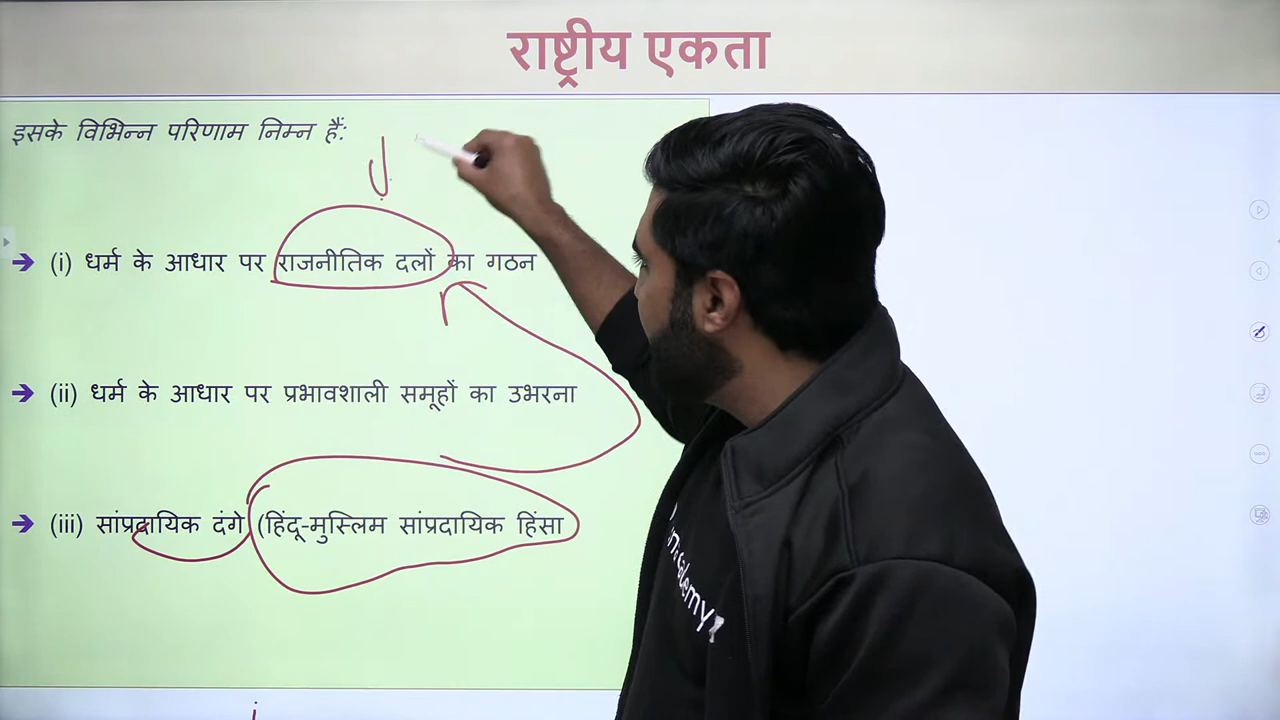 राष्ट्रीय एकता
इसके विभिन्न परिणाम निम्न हैं:
➔ (i) धर्म के आधार पर राजनीतिक दलों का गठन
➔ (ii) धर्म के आधार पर प्रभावशाली समूहों का उभरना
➔ (iii) सांप्रदायिक दंगे (हिंदू-मुस्लिम सांप्रदायिक हिंसा